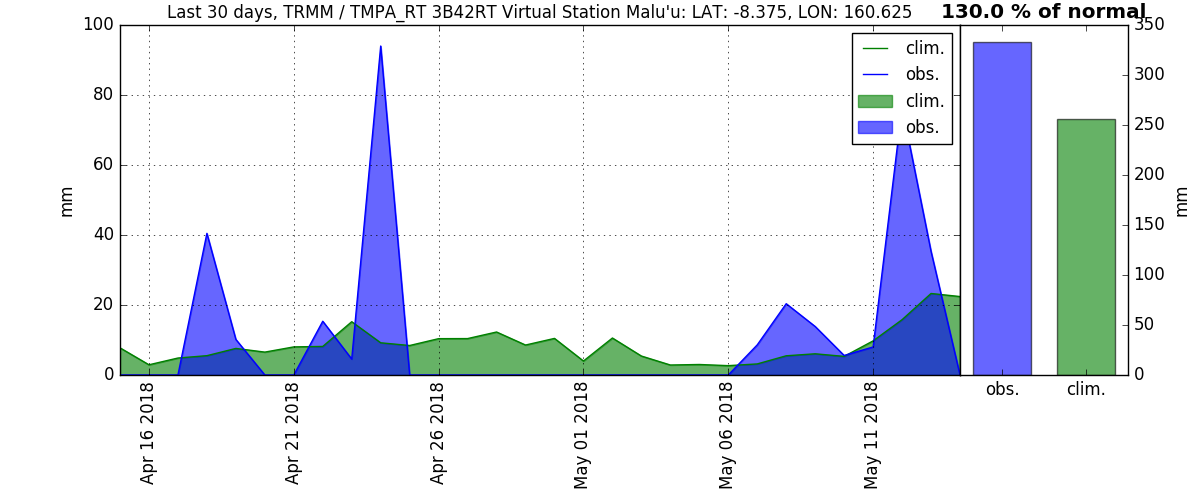 Last 30 days, TRMM / TMPA_RT 3B42RT Virtual Station Malu'u: LAT: -8.375, LON: 160.625
130.0 % of normal
100
80
60
40
20
0
mm
clim.
obs.
clim.
obs.
350
300
250
200
150
100
50
0
mm
Apr 16 2018
Apr 21 2018
Apr 26 2018
May 01 2018
May 06 2018
May 11 2018
obs.
clim.